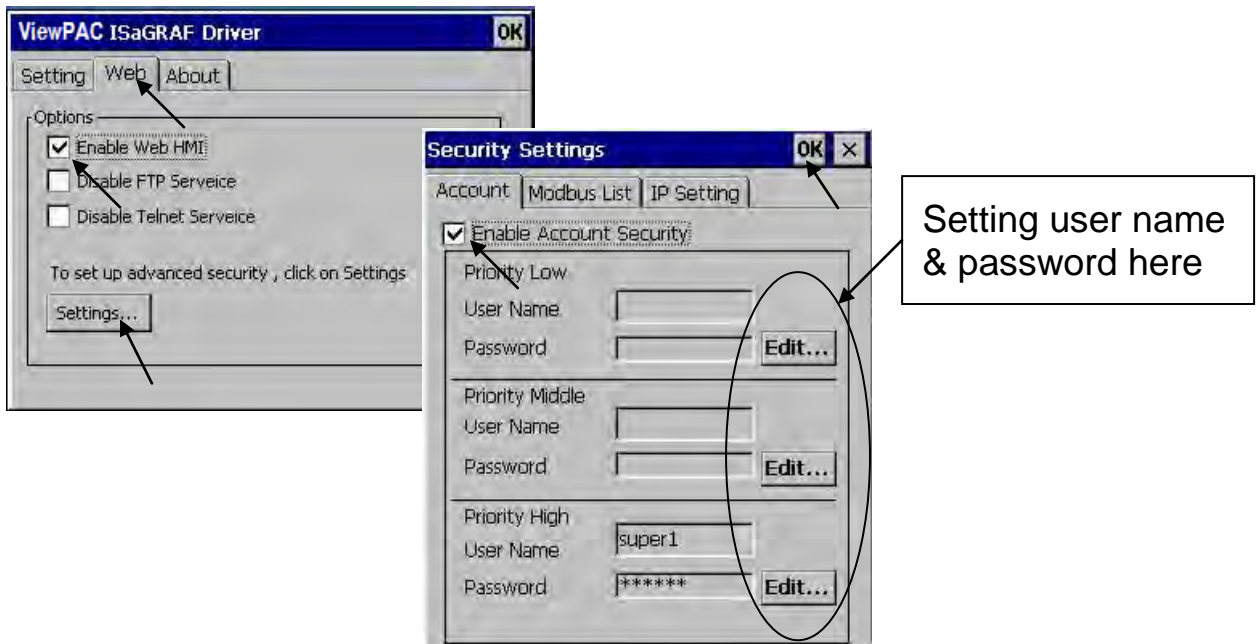 ViewPAC ISaGRAF Driver OK
Setting Web About
Options
Enable Web HMI
Disable FTP Serveice
Disable Telnet Serveice
To set up advanced security , click on Settings
Settings...
Security Settings OK ×
Account Modbus List IP Setting
Enable Account Security
Priority Low
User Name
Password Edit...
Priority Middle
User Name
Password Edit...
Priority High
User Name super1
Password ****** Edit...
Setting user name
& password here